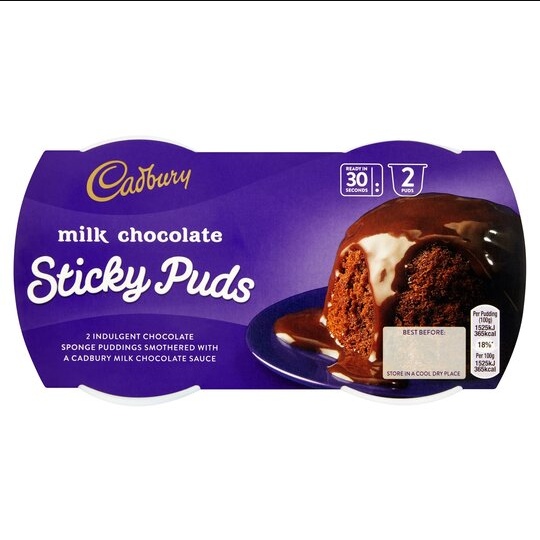 Cadbury
milk chocolate
Sticky Puds
2 INDULGENT CHOCOLATE
SPONGE PUDDINGS SMOTHERED WITH
A CADBURY MILK CHOCOLATE SAUCE
READY IN
30
SECONDS
2
PUDS
BEST BEFORE:
STORE IN A COOL DRY PLACE
Per Pudding
(100g)
1525kJ
365kcal
18%*
Per 100g
1525kJ
365kcal